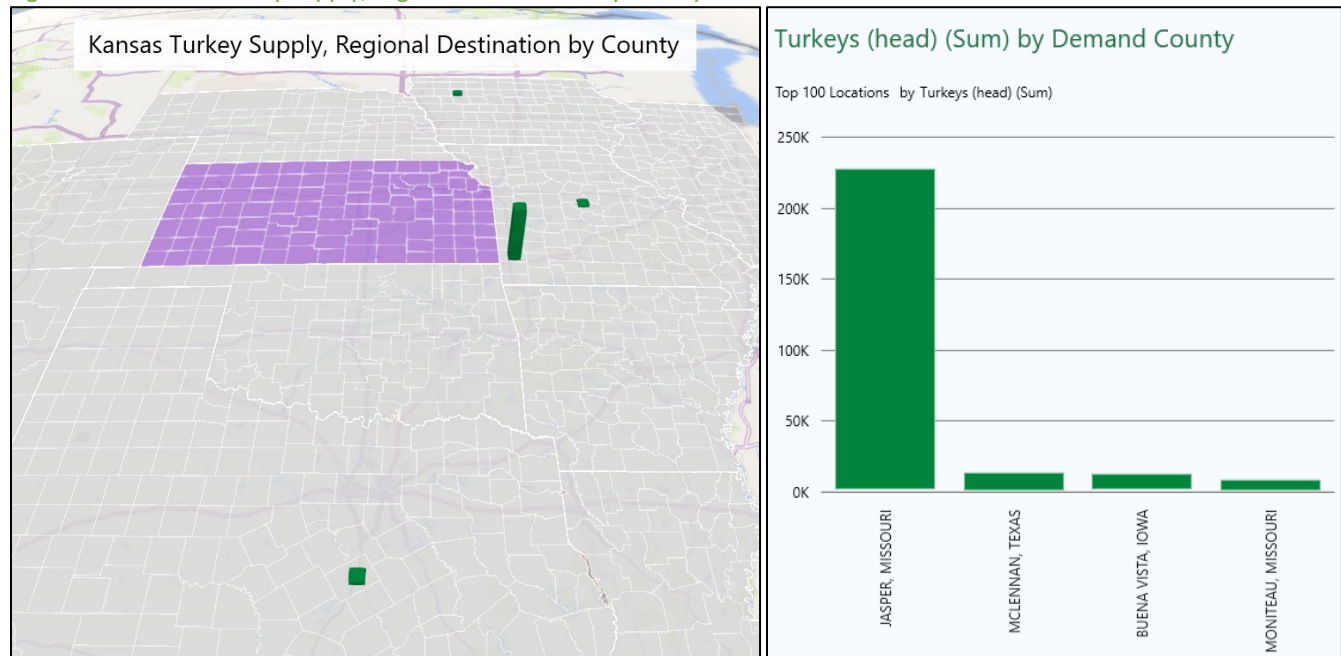 Kansas Turkey Supply, Regional Destination by County
Turkeys (head) (Sum) by Demand County
Top 100 Locations by Turkeys (head) (Sum)
250K
200K
150K
100K
50K
0K
JASPER, MISSOURI
MCLENNAN, TEXAS
BUENA VISTA, IOWA
MONITEAU, MISSOURI